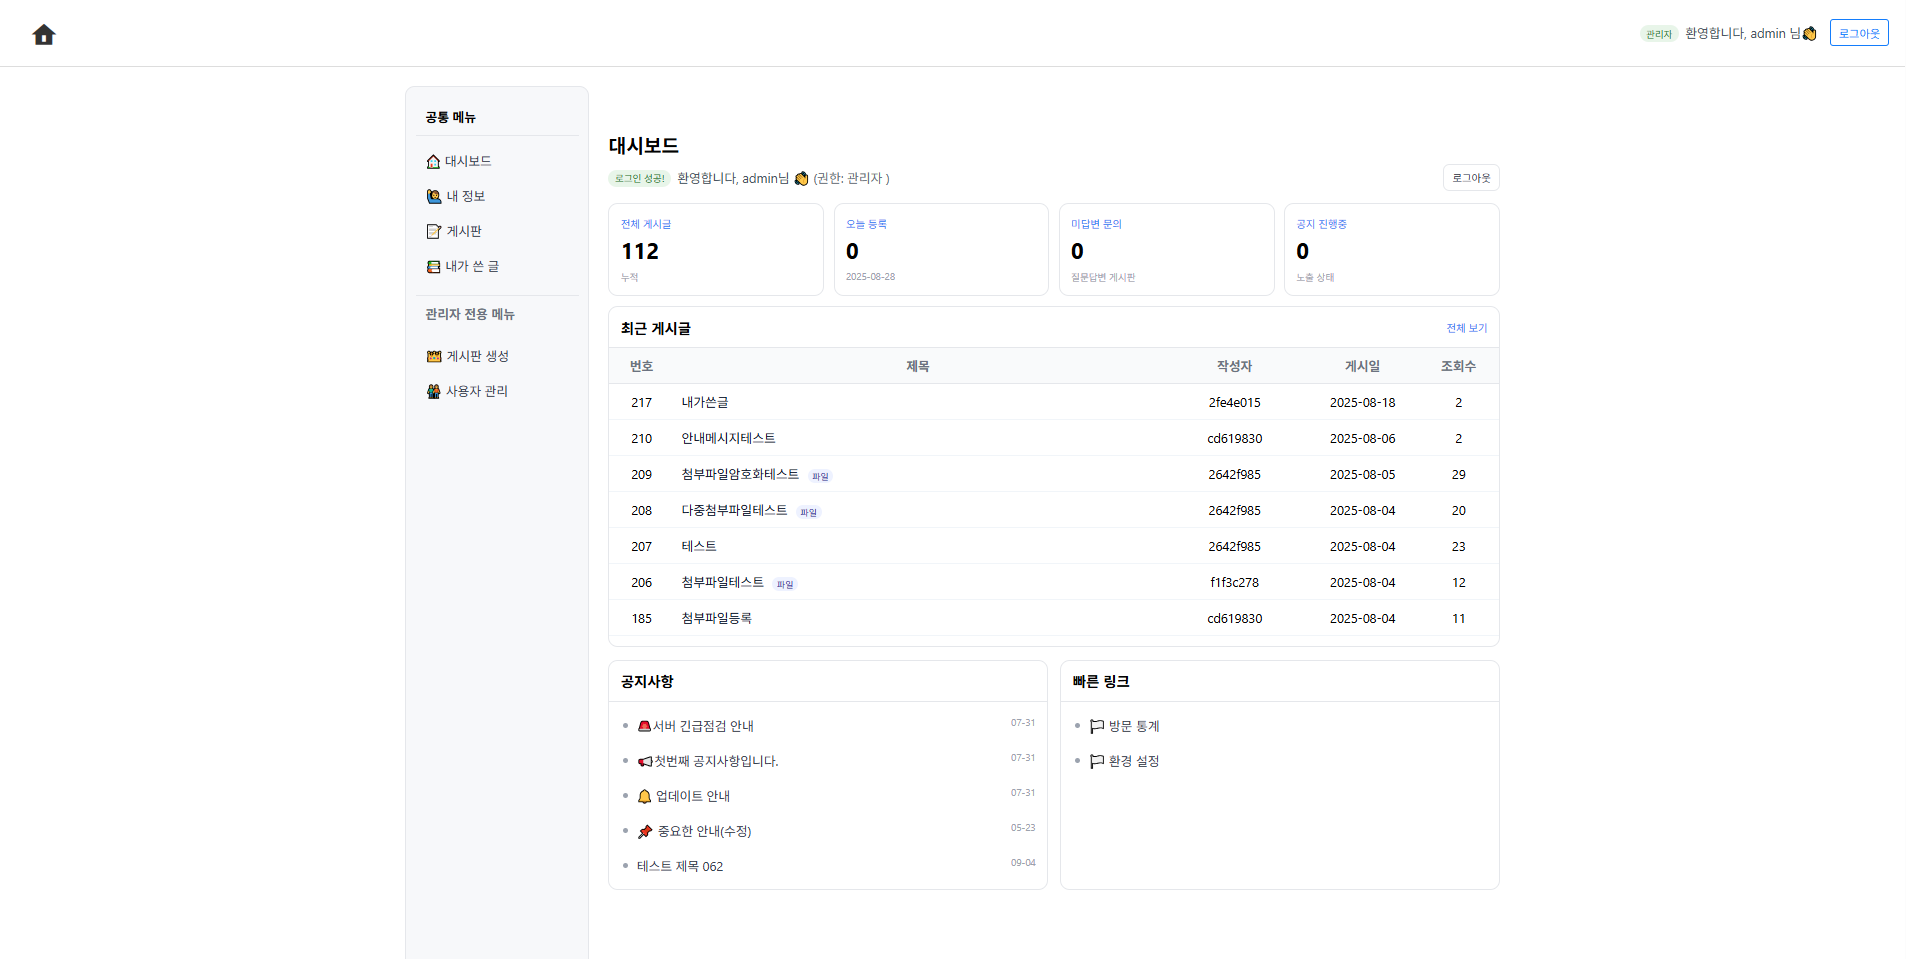 관리자 환영합니다, admin 님👏 로그아웃
공통 메뉴
대시보드
내 정보
게시판
내가 쓴 글
관리자 전용 메뉴
게시판 생성
사용자 관리
대시보드
로그인 성공! 환영합니다, admin님 👏 (권한: 관리자 ) 로그아웃
전체 게시글
112
누적
오늘 등록
0
2025-08-28
미답변 문의
0
질문답변 게시판
공지 진행중
0
노출 상태
최근 게시글 전체 보기
번호 제목 작성자 게시일 조회수
217 내가쓴글 2fe4e015 2025-08-18 2
210 안내메시지테스트 cd619830 2025-08-06 2
209 첨부파일암호화테스트 파일 2642f985 2025-08-05 29
208 다중첨부파일테스트 파일 2642f985 2025-08-04 20
207 테스트 2642f985 2025-08-04 23
206 첨부파일테스트 파일 f1f3c278 2025-08-04 12
185 첨부파일등록 cd619830 2025-08-04 11
공지사항
🚨서버 긴급점검 안내 07-31
📢첫번째 공지사항입니다. 07-31
🔔 업데이트 안내 07-31
📌 중요한 안내(수정) 05-23
테스트 제목 062 09-04
빠른 링크
방문 통계
환경 설정